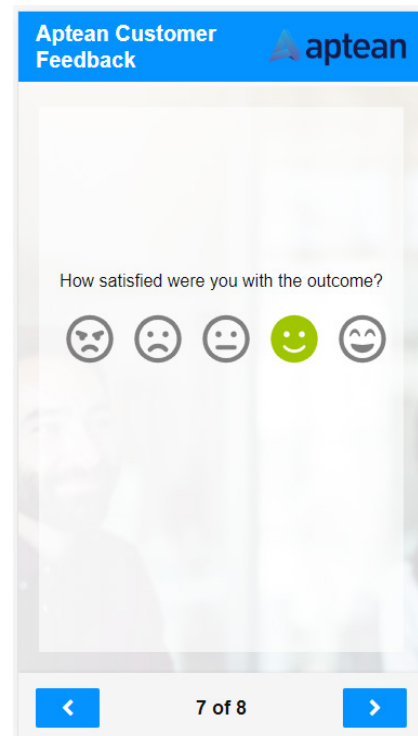 Aptean Customer
Feedback
aptean
How satisfied were you with the outcome?
7 of 8